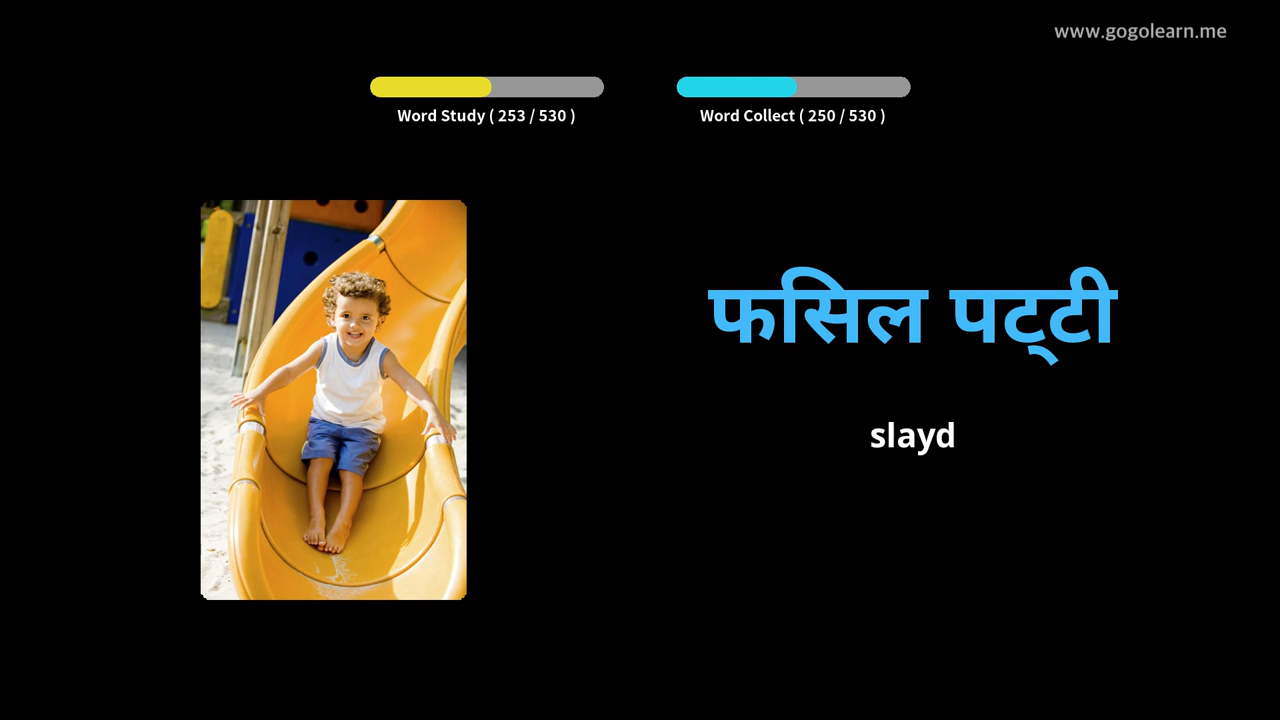 www.gogolearn.me
Word Study ( 253 / 530 )
Word Collect ( 250 / 530 )
फसिल पट्‌टी
slayd